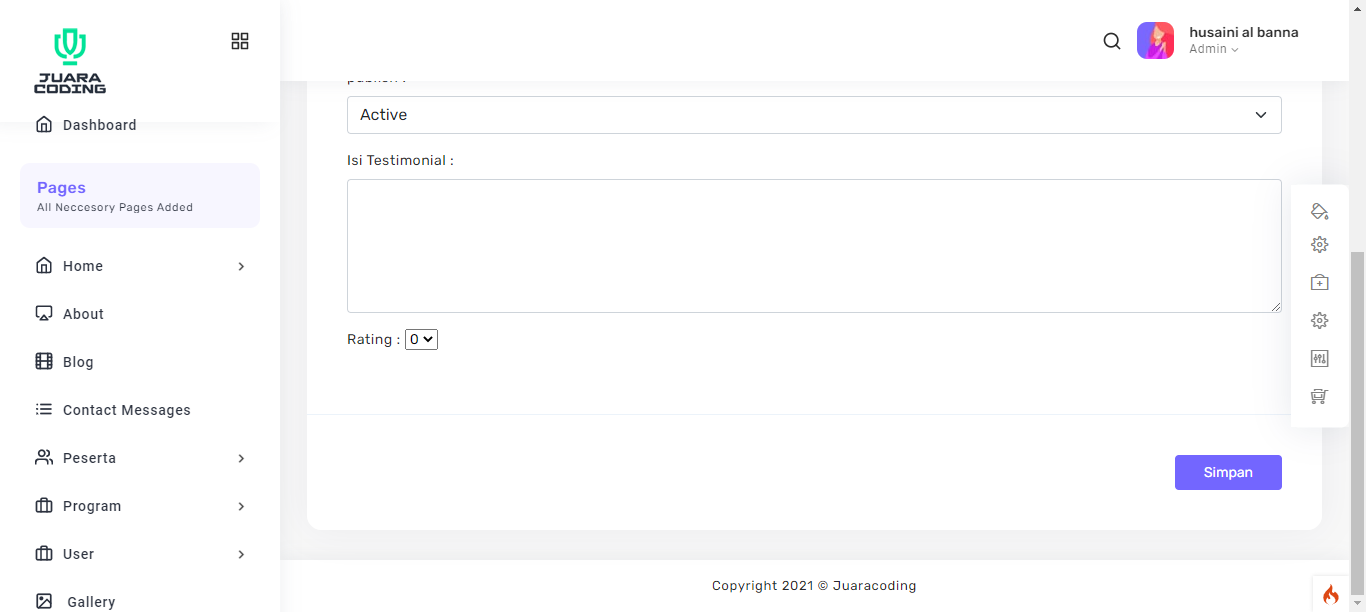 JUARA
CODING
husaini al banna
Admin
Dashboard
Pages
All Neccesory Pages Added
Home
About
Blog
Contact Messages
Peserta
Program
User
Gallery
Active
Isi Testimonial :
Rating : 0
Simpan
Copyright 2021 © Juaracoding